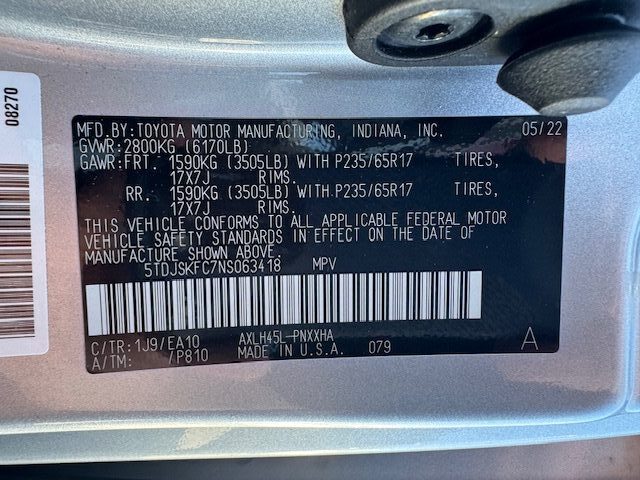 08270
MFD.BY:TOYOTA MOTOR MANUFACTURING, INDIANA, INC. 05/22
GVWR:2800KG (6170LB)
GAWR:FRT. 1590KG (3505LB) WITH P235/65R17 TIRES,
17X7J RIMS.
RR. 1590KG (3505LB) WITH P235/65R17 TIRES,
17X7J RIMS.
THIS VEHICLE CONFORMS TO ALL APPLICABLE FEDERAL MOTOR
VEHICLE SAFETY STANDARDS IN EFFECT ON THE DATE OF
MANUFACTURE SHOWN ABOVE.
5TDJSKFC7NS063418 MPV
C/TR:1J9/EA10 AXLH45L-PNXXHA
A/TM: /P810 MADE IN U.S.A. 079 A